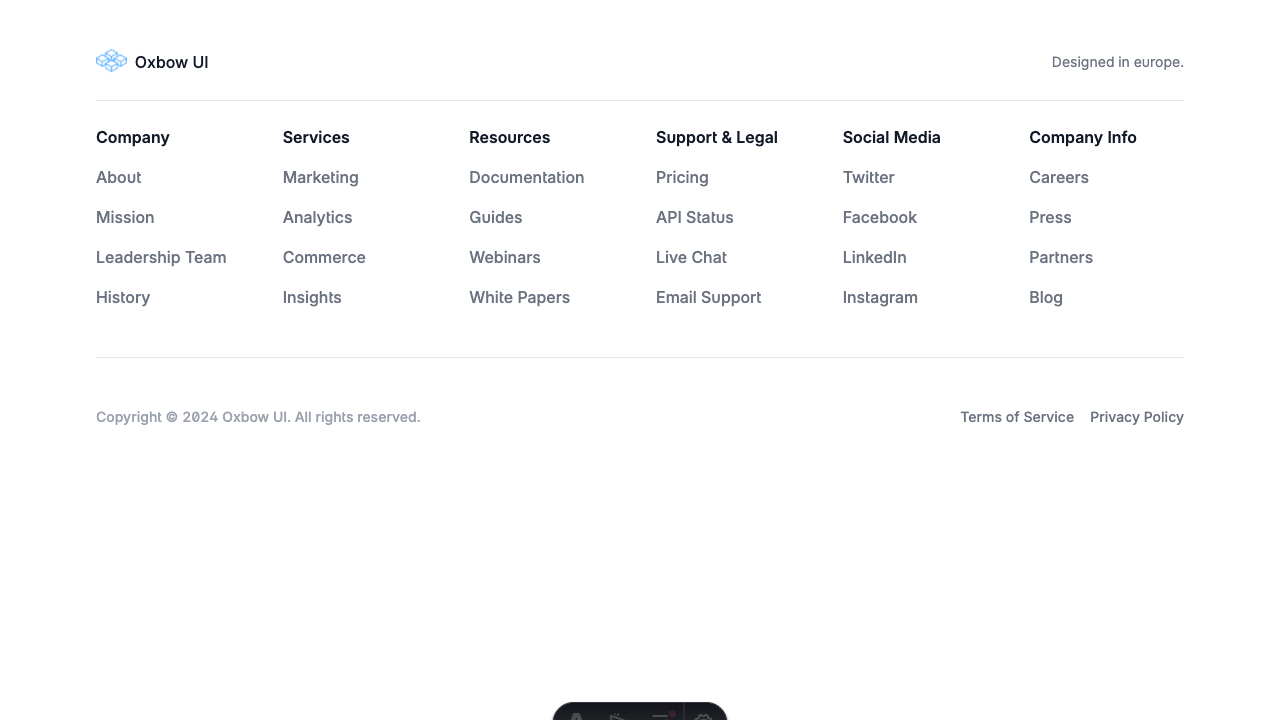 Oxbow UI
Designed in europe.
Company
About
Mission
Leadership Team
History
Services
Marketing
Analytics
Commerce
Insights
Resources
Documentation
Guides
Webinars
White Papers
Support & Legal
Pricing
API Status
Live Chat
Email Support
Social Media
Twitter
Facebook
LinkedIn
Instagram
Company Info
Careers
Press
Partners
Blog
Copyright © 2024 Oxbow UI. All rights reserved.
Terms of Service
Privacy Policy